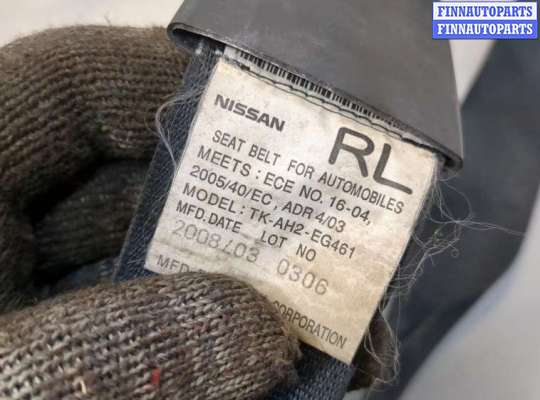 FINNAUTOPARTS
FINNAUTOPARTS
NISSAN
RL
SEAT BELT FOR AUTOMOBILES
MEETS : ECE NO. 16-04,
2005/40/EC, ADR 4/03
MODEL: TK-AH2-EG461
MFD. DATE LOT NO
2008/03 0306
MFD. CORPORATION